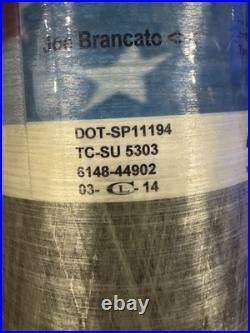 Joe Brancato <
DOT-SP11194
TC-SU 5303
6148-44902
03- L - 14